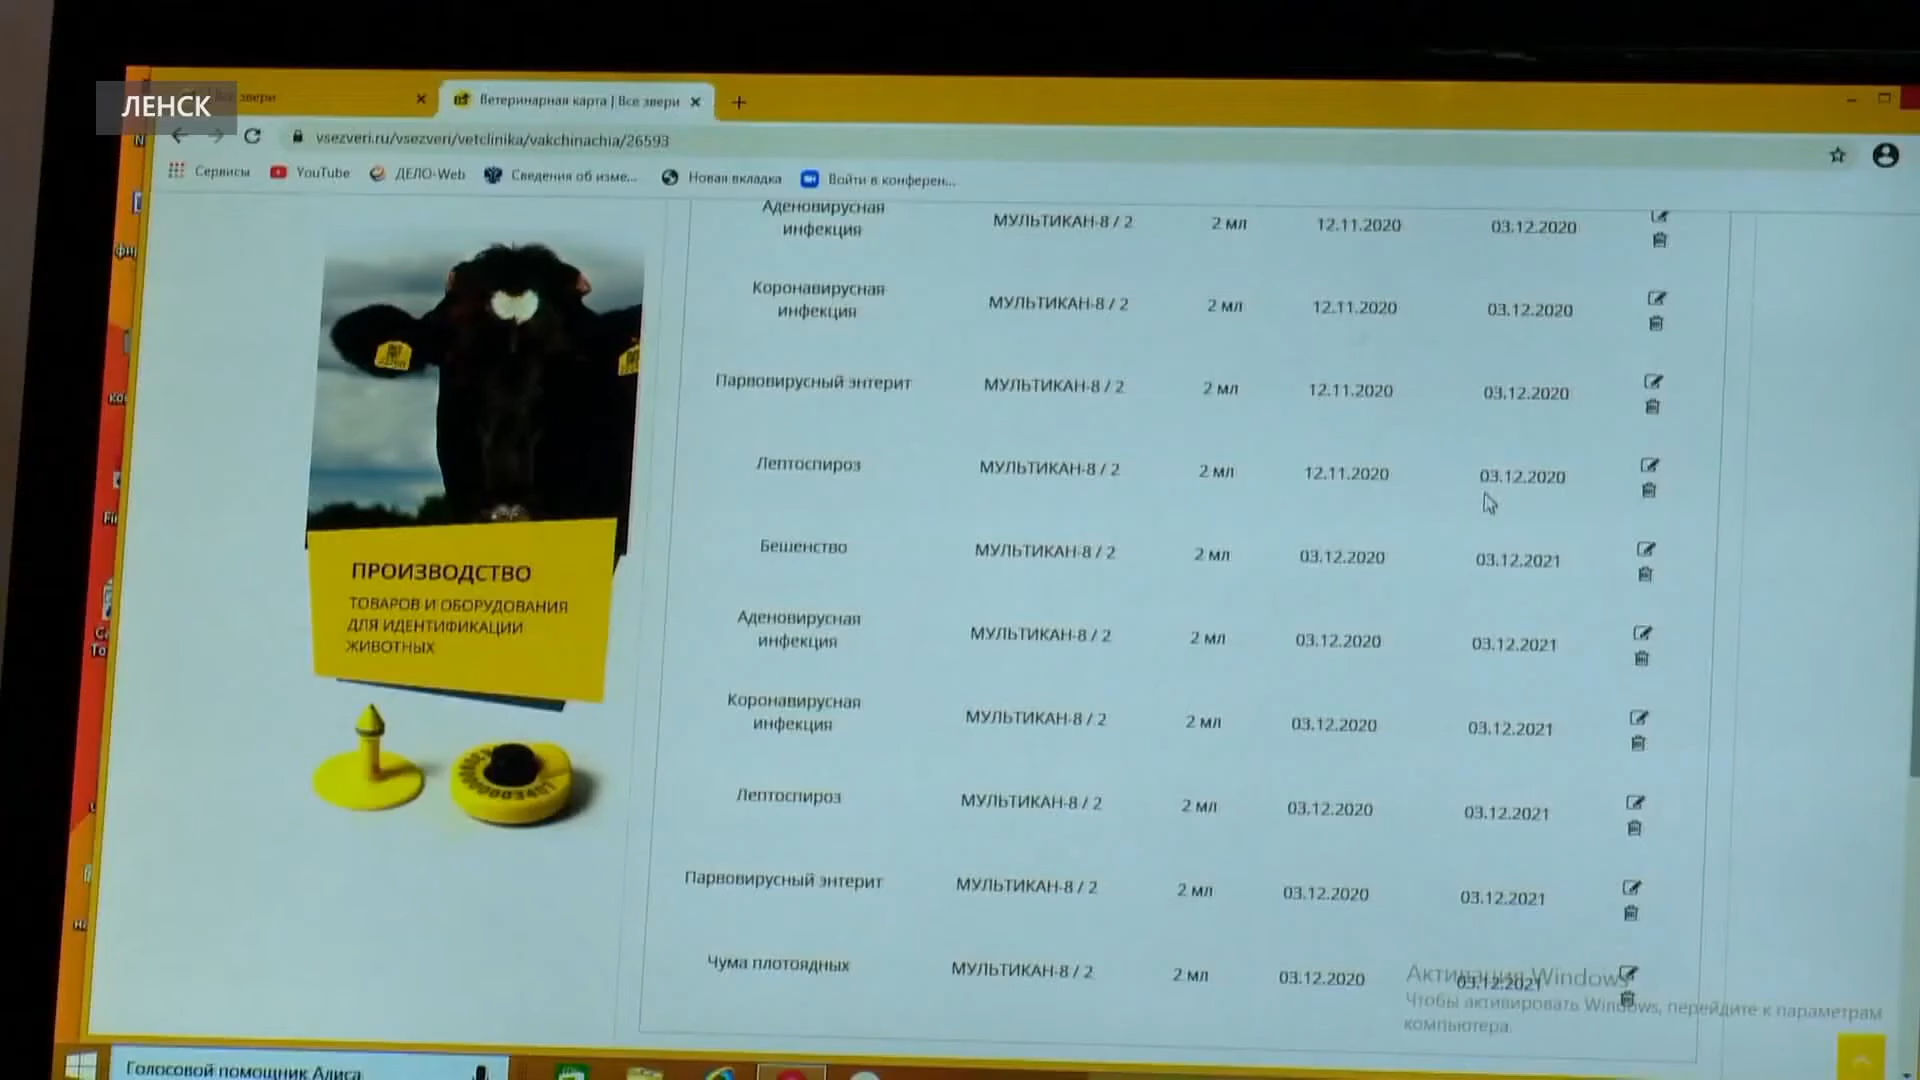 ЛЕНСК
звери
Ветеринарная карта | Все звери
vsezveri.ru/vsezveri/vetclinika/vakchinachia/26593
Сервисы YouTube ДЕЛО-Web Сведения об изме... Новая вкладка Войти в конферен...
Аденовирусная
инфекция МУЛЬТИКАН-8 / 2 2 мл 12.11.2020 03.12.2020
Коронавирусная
инфекция МУЛЬТИКАН-8 / 2 2 мл 12.11.2020 03.12.2020
Парвовирусный энтерит МУЛЬТИКАН-8 / 2 2 мл 12.11.2020 03.12.2020
Лептоспироз МУЛЬТИКАН-8 / 2 2 мл 12.11.2020 03.12.2020
Бешенство МУЛЬТИКАН-8 / 2 2 мл 03.12.2020 03.12.2021
Аденовирусная
инфекция МУЛЬТИКАН-8 / 2 2 мл 03.12.2020 03.12.2021
Коронавирусная
инфекция МУЛЬТИКАН-8 / 2 2 мл 03.12.2020 03.12.2021
Лептоспироз МУЛЬТИКАН-8 / 2 2 мл 03.12.2020 03.12.2021
Парвовирусный энтерит МУЛЬТИКАН-8 / 2 2 мл 03.12.2020 03.12.2021
Чума плотоядных МУЛЬТИКАН-8 / 2 2 мл 03.12.2020 03.12.2021
ПРОИЗВОДСТВО
ТОВАРОВ И ОБОРУДОВАНИЯ
ДЛЯ ИДЕНТИФИКАЦИИ
ЖИВОТНЫХ
Активация Windows
Чтобы активировать Windows, перейдите к параметрам
компьютера.
Голосовой помощник Алиса